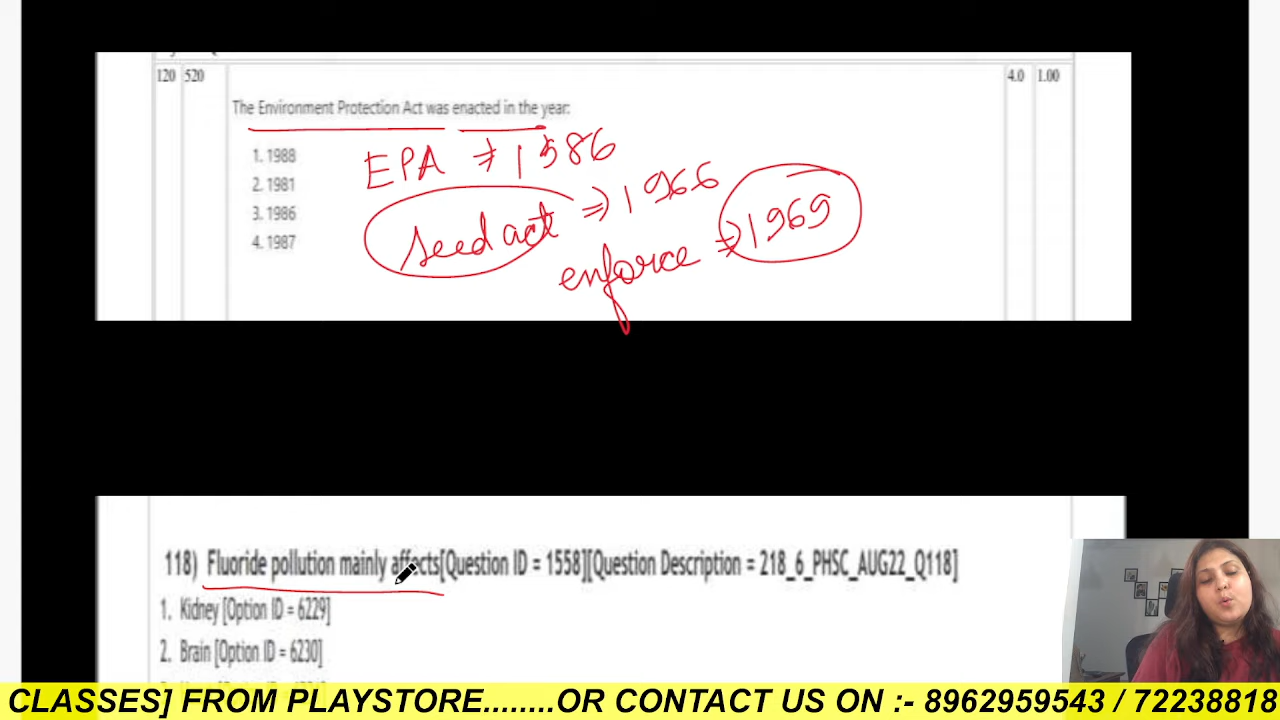 120 520 4.0 1.00
The Environment Protection Act was enacted in the year:
1. 1988
2. 1981
3. 1986
4. 1987
EPA ⇒ 1986
seed act ⇒ 1966
enforce ⇒ 1969
118) Fluoride pollution mainly affects[Question ID = 1558][Question Description = 218_6_PHSC_AUG22_Q118]
1. Kidney [Option ID = 6229]
2. Brain [Option ID = 6230]
CLASSES] FROM PLAYSTORE........OR CONTACT US ON :- 8962959543 / 72238818